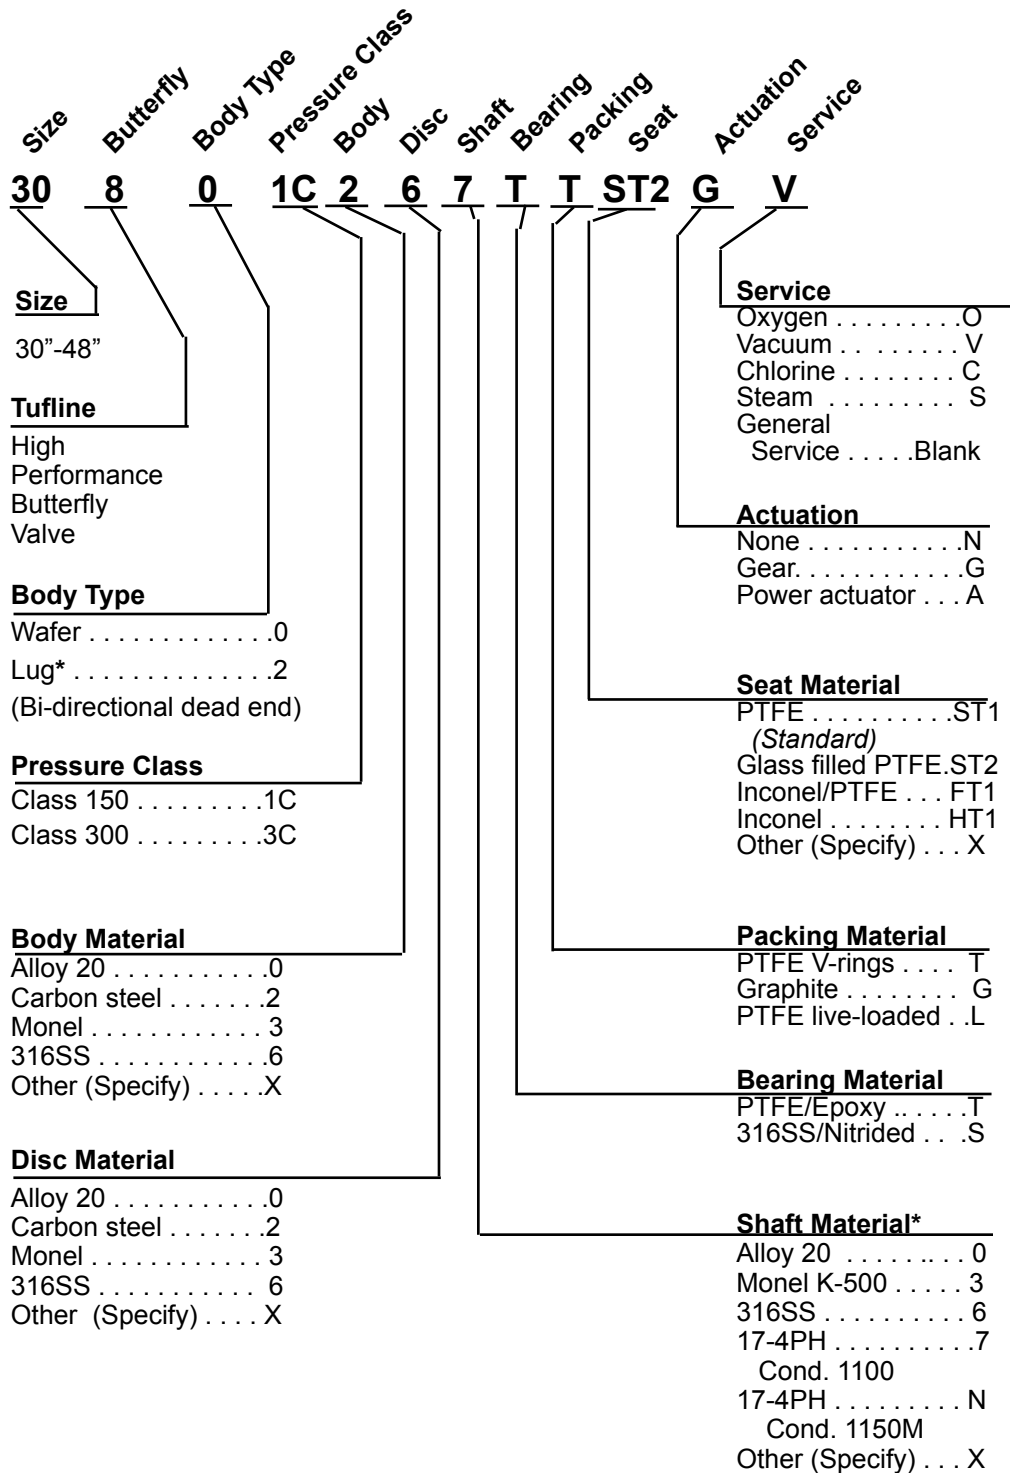 Size Butterfly Body Type Pressure Class Body Disc Shaft Bearing Packing Seat Actuation Service
30 8 0 1C 2 6 7 T T ST2 G V
Size
30”-48”
Tufline
High
Performance
Butterfly
Valve
Body Type
Wafer . . . . . . . . . . . . .0
Lug* . . . . . . . . . . . . . .2
(Bi-directional dead end)
Pressure Class
Class 150 . . . . . . . . .1C
Class 300 . . . . . . . . .3C
Body Material
Alloy 20 . . . . . . . . . . .0
Carbon steel . . . . . . .2
Monel . . . . . . . . . . . . 3
316SS . . . . . . . . . . . .6
Other (Specify) . . . . .X
Disc Material
Alloy 20 . . . . . . . . . . .0
Carbon steel . . . . . . .2
Monel . . . . . . . . . . . . 3
316SS . . . . . . . . . . . 6
Other (Specify) . . . . X
Service
Oxygen . . . . . . . . .O
Vacuum . . . . . . . . V
Chlorine . . . . . . . . C
Steam . . . . . . . . . S
General
Service . . . . .Blank
Actuation
None . . . . . . . . . . .N
Gear. . . . . . . . . . . .G
Power actuator . . . A
Seat Material
PTFE . . . . . . . . . .ST1
(Standard)
Glass filled PTFE.ST2
Inconel/PTFE . . . FT1
Inconel . . . . . . . . HT1
Other (Specify) . . . X
Packing Material
PTFE V-rings . . . . T
Graphite . . . . . . . . G
PTFE live-loaded . .L
Bearing Material
PTFE/Epoxy .. . . . .T
316SS/Nitrided . . .S
Shaft Material*
Alloy 20 . . . . . .. . . 0
Monel K-500 . . . . . 3
316SS . . . . . . . . . . 6
17-4PH . . . . . . . . . .7
Cond. 1100
17-4PH . . . . . . . . . N
Cond. 1150M
Other (Specify) . . . X